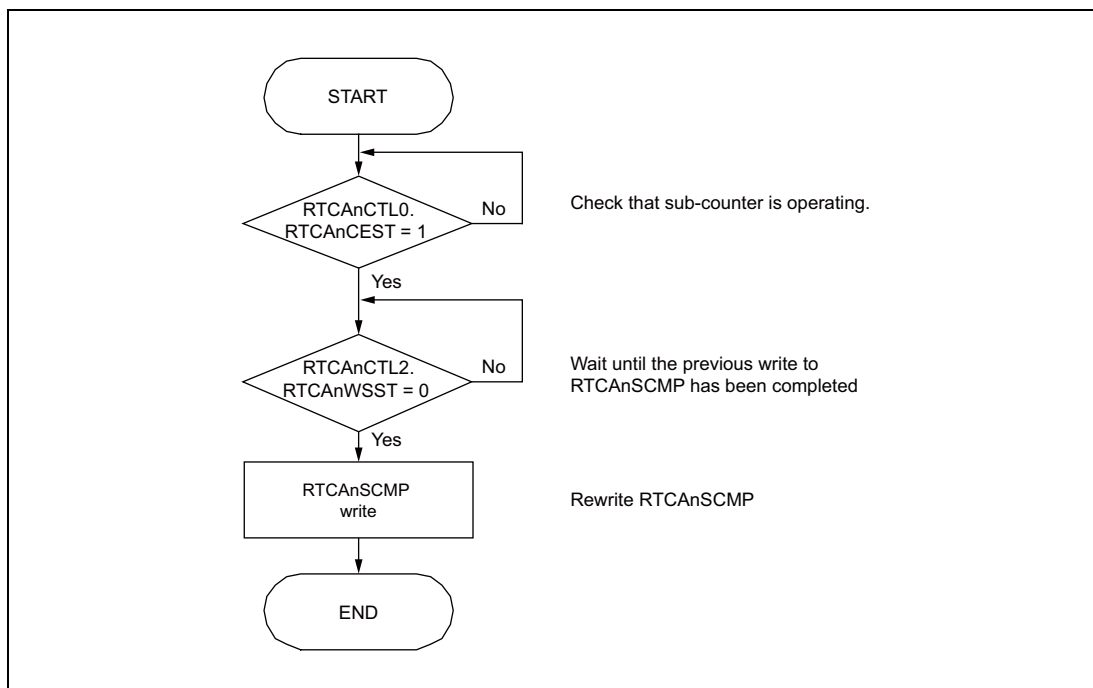 START
RTCAnCTL0.
RTCAnCEST = 1
No
Check that sub-counter is operating.
Yes
RTCAnCTL2.
RTCAnWSST = 0
No
Wait until the previous write to
RTCAnSCMP has been completed
Yes
RTCAnSCMP
write
Rewrite RTCAnSCMP
END